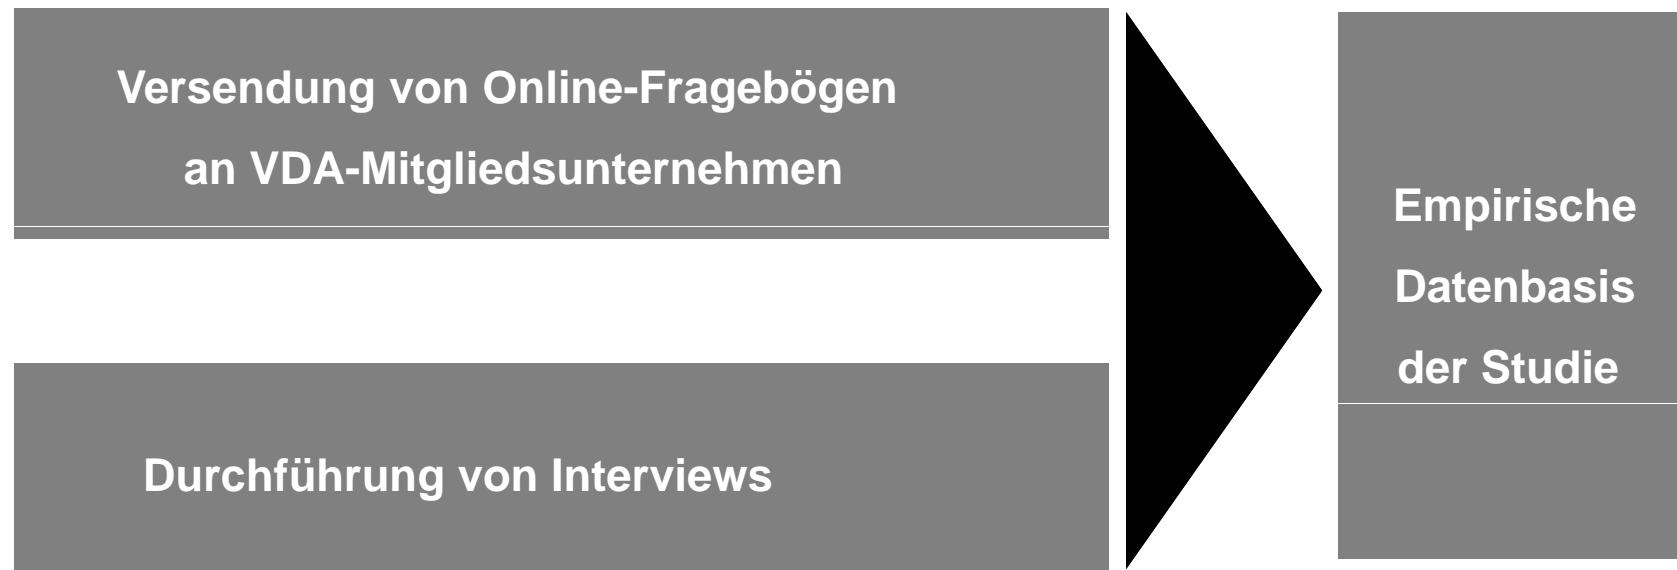 Versendung von Online-Fragebögen
an VDA-Mitgliedsunternehmen
Durchführung von Interviews
Empirische
Datenbasis
der Studie